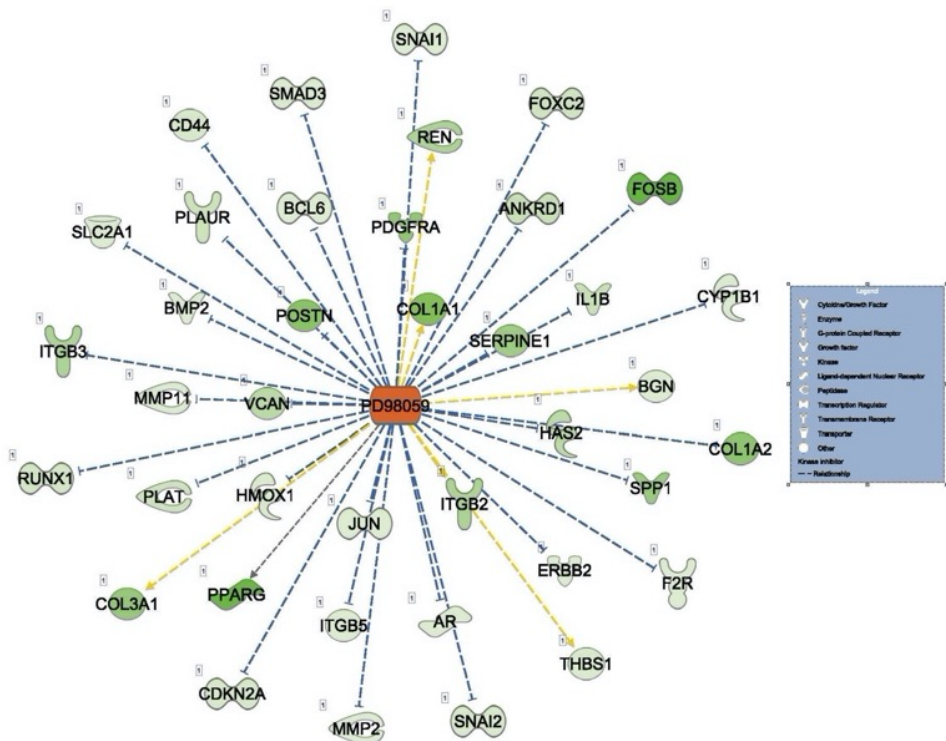 SNAI1
SMAD3
FOXC2
CD44
REN
FOSB
PLAUR
BCL6
ANKRD1
PDGFRA
SLC2A1
IL1B
CYP1B1
BMP2
POSTN
COL1A1
SERPINE1
ITGB3
BGN
MMP11
VCAN
PD98059
HAS2
COL1A2
RUNX1
PLAT
HMOX1
ITGB2
SPP1
JUN
ERBB2
F2R
COL3A1
PPARG
ITGB5
AR
THBS1
CDKN2A
MMP2
SNAI2
Legend
Cytokine/Growth Factor
Enzyme
G-protein Coupled Receptor
Growth factor
Kinase
Ligand-dependent Nuclear Receptor
Peptidase
Transcription Regulator
Transmembrane Receptor
Transporter
Other
Kinase inhibitor
Relationship